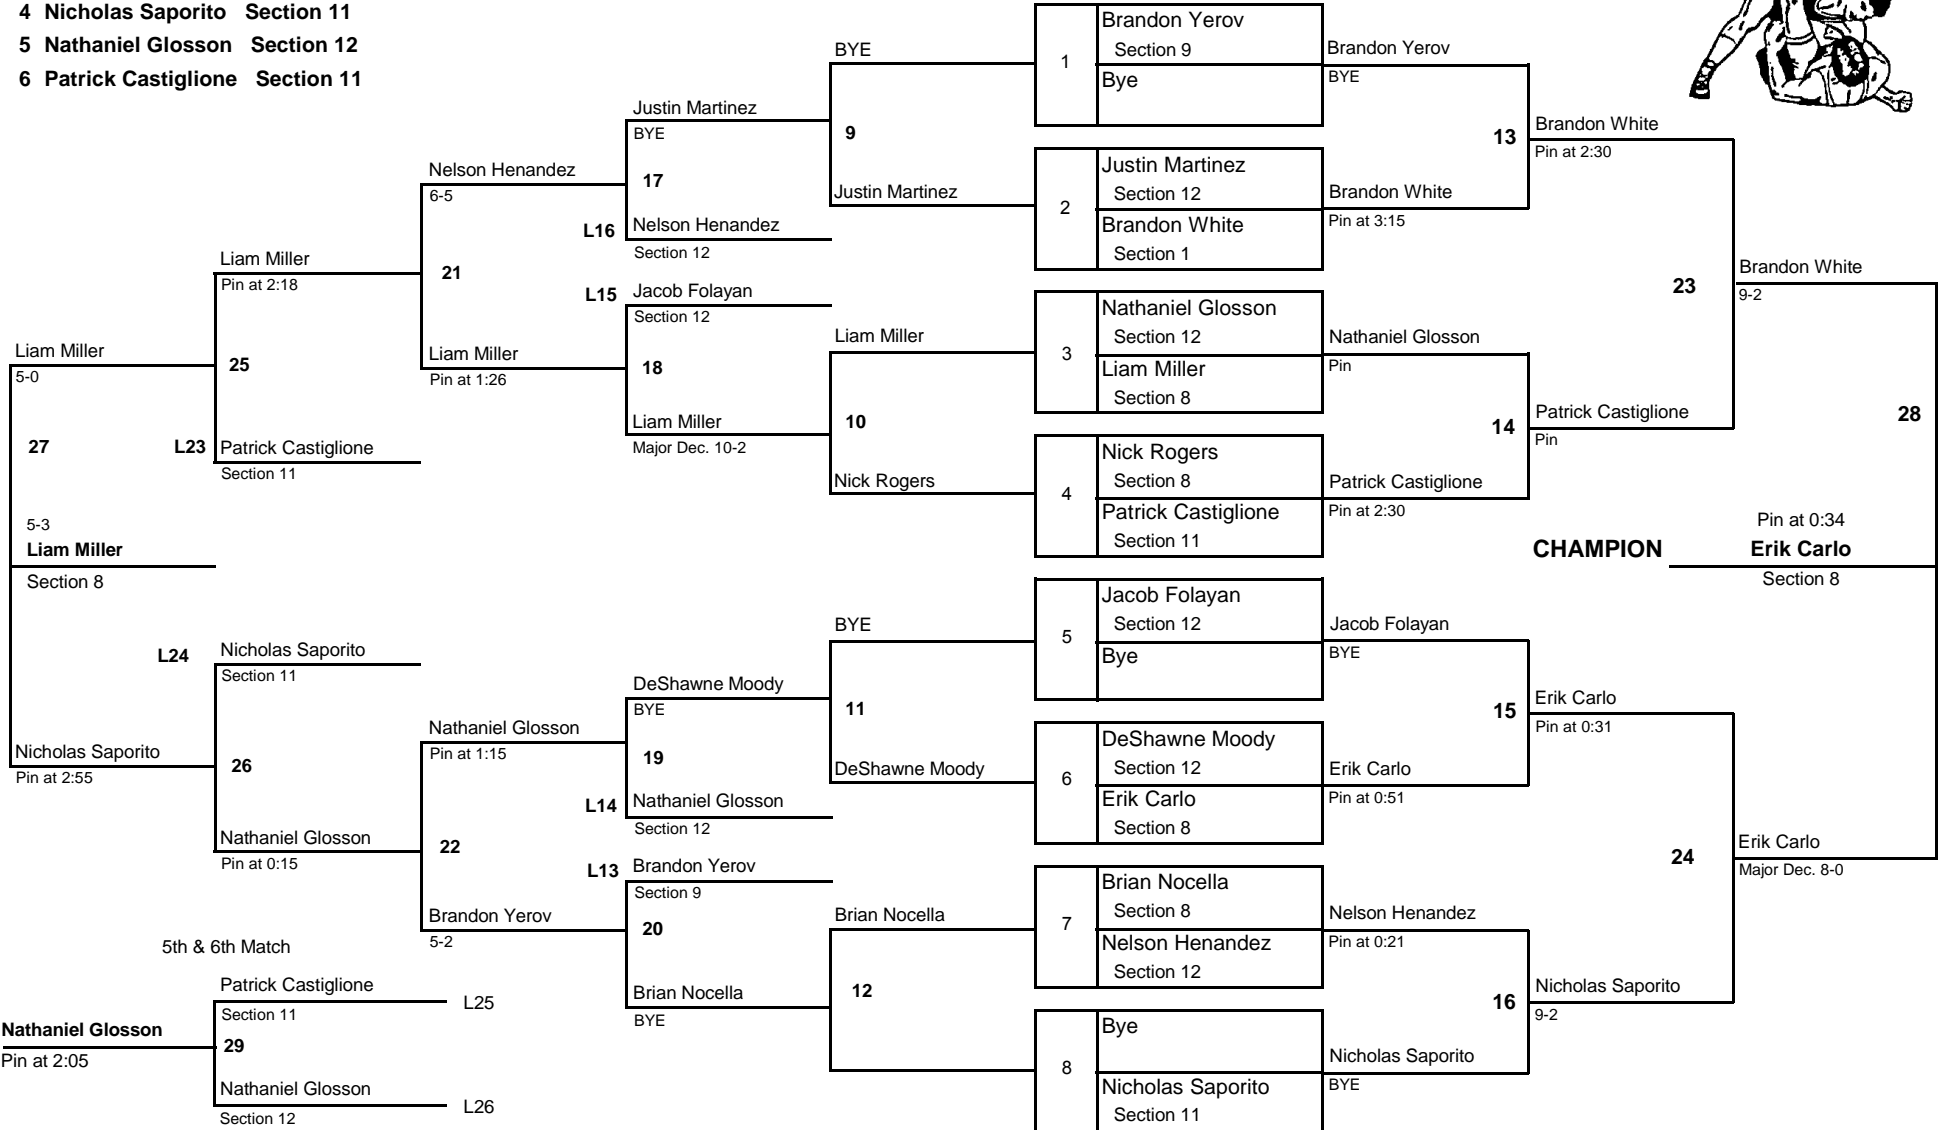 4 Nicholas Saporito Section 11
5 Nathaniel Glosson Section 12
6 Patrick Castiglione Section 11
Liam Miller
5-0
27
5-3
Liam Miller
Section 8
Nicholas Saporito
Pin at 2:55
5th & 6th Match
Patrick Castiglione
L25
Section 11
Nathaniel Glosson
29
Pin at 2:05
Nathaniel Glosson
L26
Section 12
Liam Miller
Pin at 2:18
25
L23 Patrick Castiglione
Section 11
L24
Nicholas Saporito
Section 11
26
Nathaniel Glosson
Pin at 0:15
Nelson Henandez
6-5
21
Liam Miller
Pin at 1:26
Nathaniel Glosson
Pin at 1:15
22
Brandon Yerov
5-2
Justin Martinez
BYE
17
L16 Nelson Henandez
Section 12
L15 Jacob Folayan
Section 12
18
Liam Miller
Major Dec. 10-2
DeShawne Moody
BYE
19
L14 Nathaniel Glosson
Section 12
L13 Brandon Yerov
Section 9
20
Brian Nocella
BYE
BYE
9
Justin Martinez
Liam Miller
10
Nick Rogers
BYE
11
DeShawne Moody
Brian Nocella
12
Brandon Yerov
Section 9
1
Bye
Justin Martinez
Section 12
2
Brandon White
Section 1
Nathaniel Glosson
Section 12
3
Liam Miller
Section 8
Nick Rogers
Section 8
4
Patrick Castiglione
Section 11
Jacob Folayan
Section 12
5
Bye
DeShawne Moody
Section 12
6
Erik Carlo
Section 8
Brian Nocella
Section 8
7
Nelson Henandez
Section 12
Bye
8
Nicholas Saporito
Section 11
Brandon Yerov
BYE
13
Brandon White
Pin at 3:15
Nathaniel Glosson
Pin
14
Patrick Castiglione
Pin at 2:30
Jacob Folayan
BYE
15
Erik Carlo
Pin at 0:51
Nelson Henandez
Pin at 0:21
16
Nicholas Saporito
BYE
Brandon White
Pin at 2:30
23
Patrick Castiglione
Pin
Erik Carlo
Pin at 0:31
24
Nicholas Saporito
9-2
Brandon White
9-2
28
Pin at 0:34
CHAMPION Erik Carlo
Section 8
Erik Carlo
Major Dec. 8-0